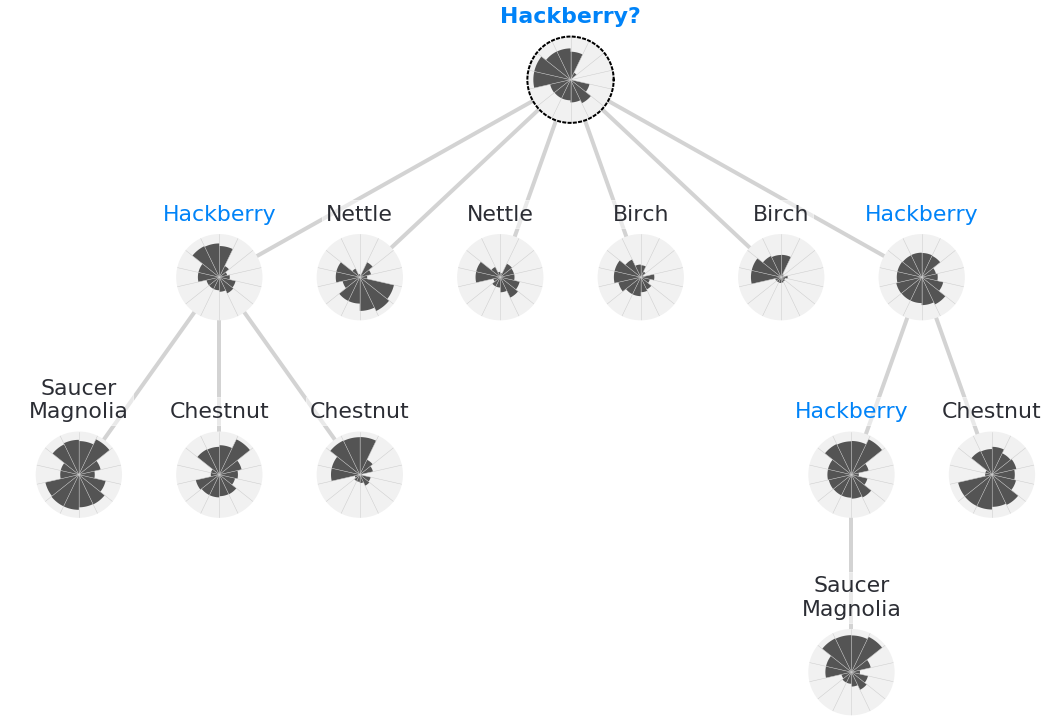 Hackberry?
Hackberry
Nettle
Nettle
Birch
Birch
Hackberry
Saucer
Magnolia
Chestnut
Chestnut
Hackberry
Chestnut
Saucer
Magnolia